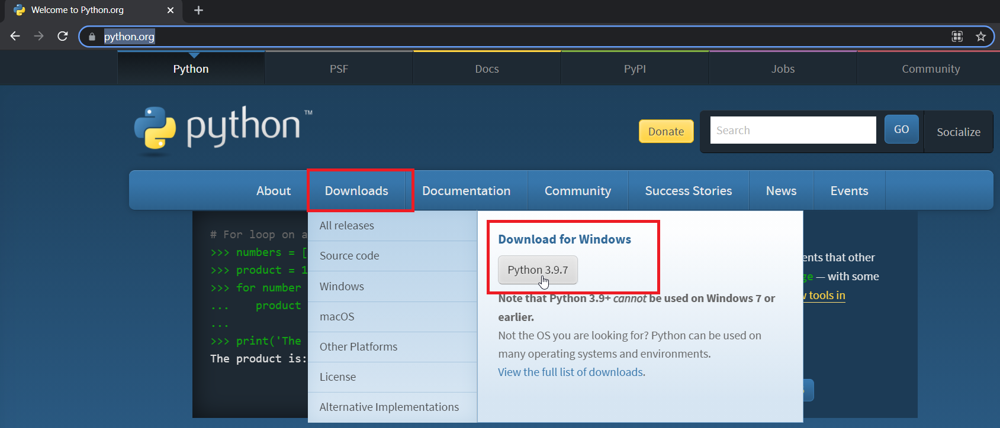 Welcome to Python.org
python.org
Python PSF Docs PyPI Jobs Community
python™
Donate Search GO Socialize
About Downloads Documentation Community Success Stories News Events
All releases
Source code
Windows
macOS
Other Platforms
License
Alternative Implementations
Download for Windows
Python 3.9.7
Note that Python 3.9+ cannot be used on Windows 7 or
earlier.
Not the OS you are looking for? Python can be used on
many operating systems and environments.
View the full list of downloads.
# For loop on a
>>> numbers = [
>>> product = 1
>>> for number
... product
...
>>> print('The
The product is:
that other
— with some
tools in